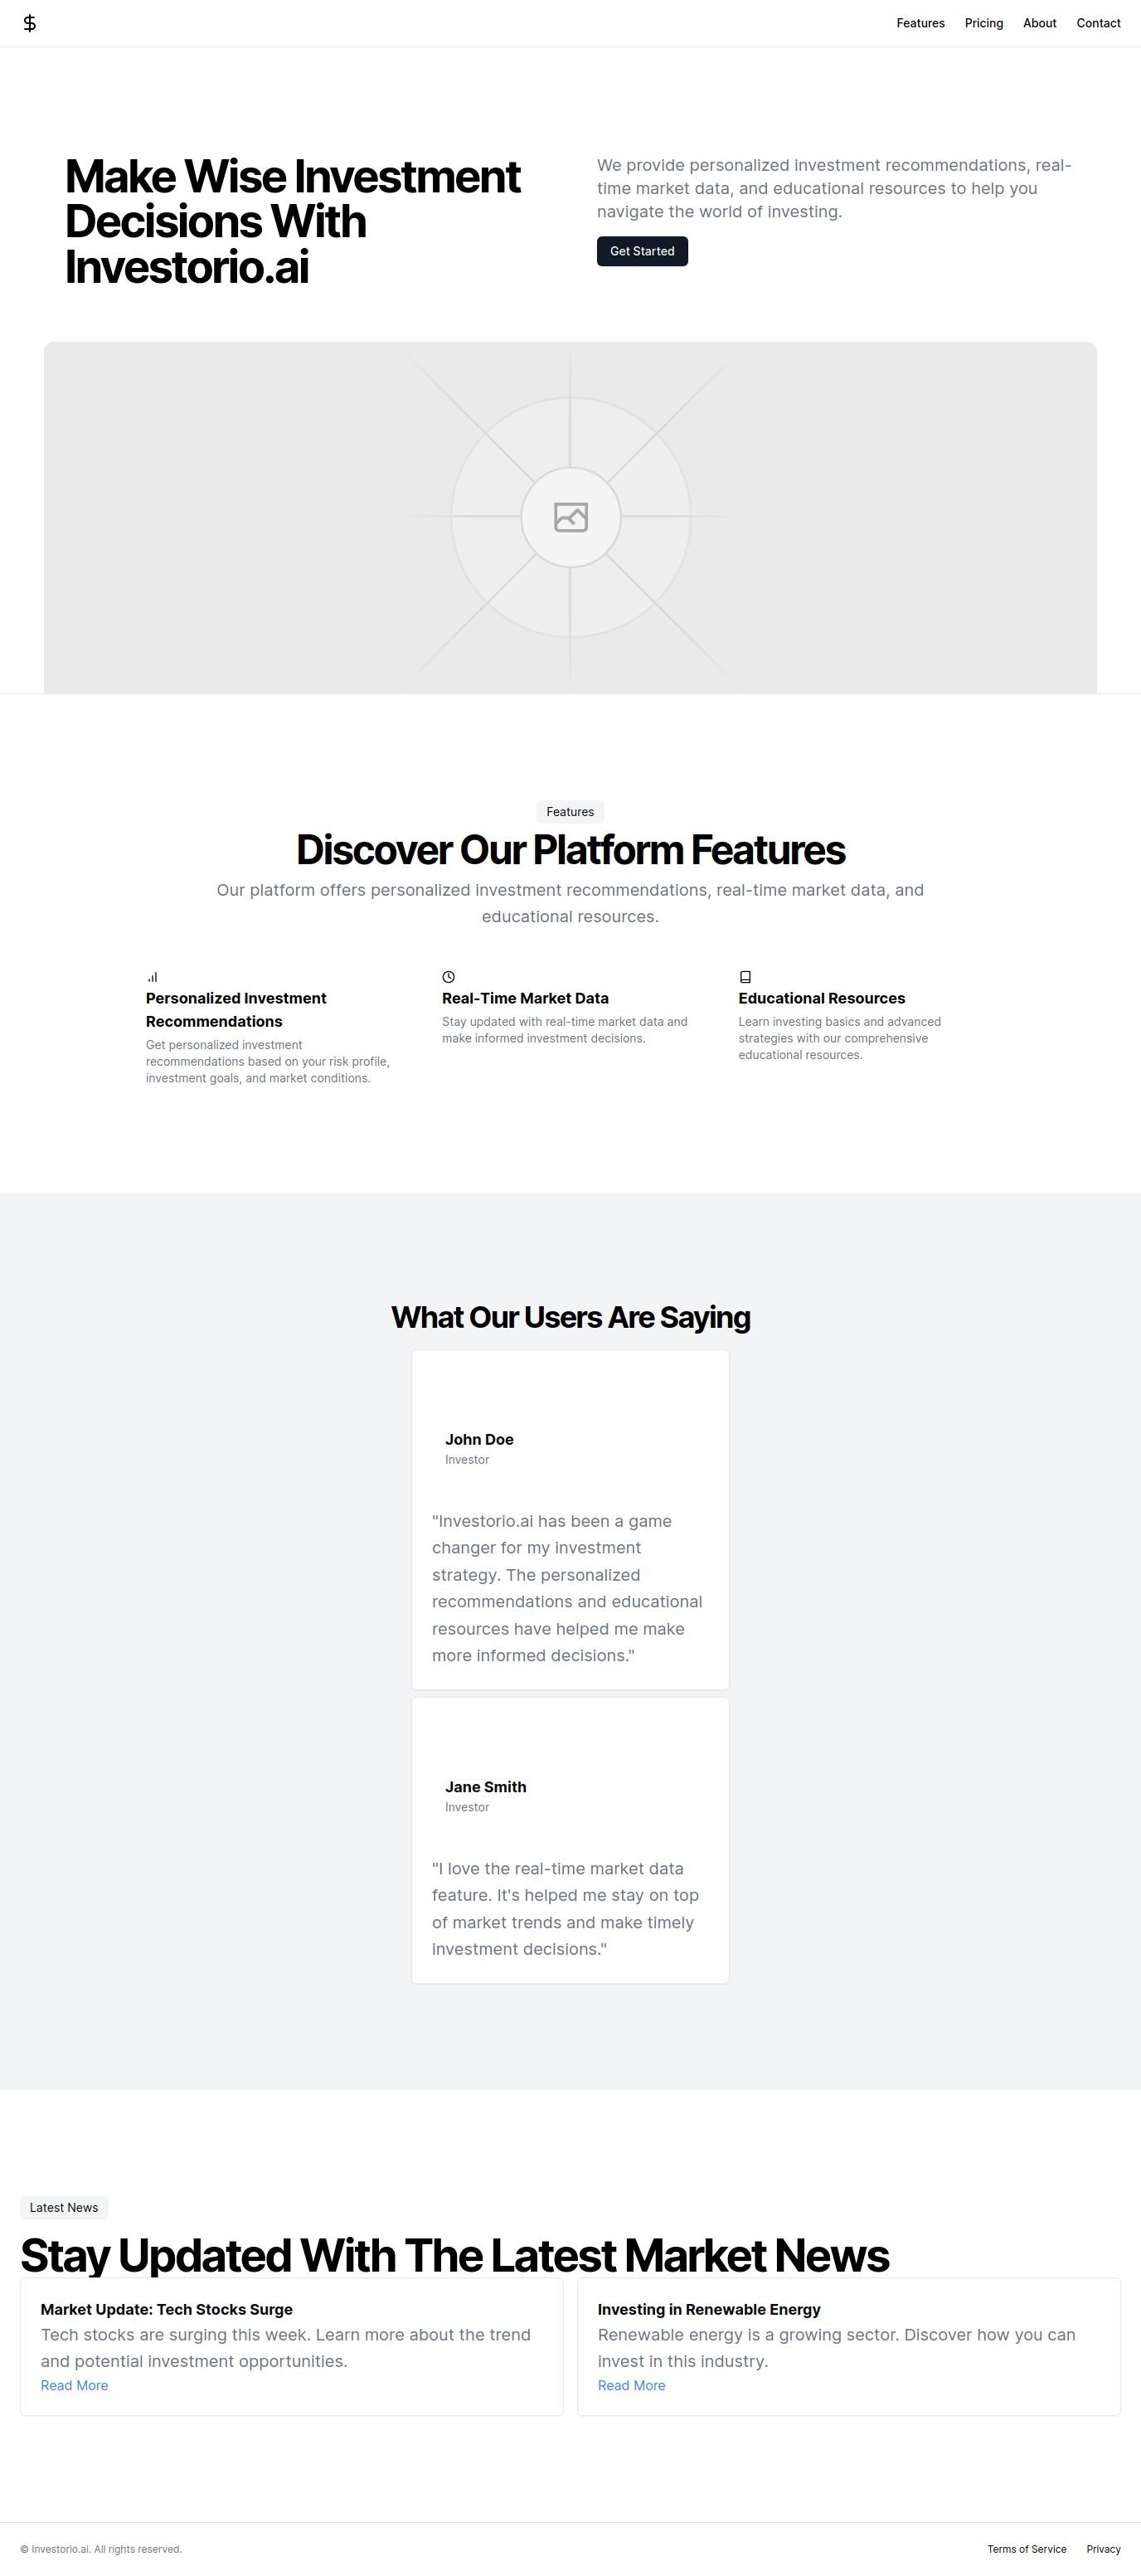 $
Features Pricing About Contact
Make Wise Investment
Decisions With
Investorio.ai
We provide personalized investment recommendations, real-
time market data, and educational resources to help you
navigate the world of investing.
Get Started
Features
Discover Our Platform Features
Our platform offers personalized investment recommendations, real-time market data, and
educational resources.
Personalized Investment
Recommendations
Get personalized investment
recommendations based on your risk profile,
investment goals, and market conditions.
Real-Time Market Data
Stay updated with real-time market data and
make informed investment decisions.
Educational Resources
Learn investing basics and advanced
strategies with our comprehensive
educational resources.
What Our Users Are Saying
John Doe
Investor
"Investorio.ai has been a game
changer for my investment
strategy. The personalized
recommendations and educational
resources have helped me make
more informed decisions."
Jane Smith
Investor
"I love the real-time market data
feature. It's helped me stay on top
of market trends and make timely
investment decisions."
Latest News
Stay Updated With The Latest Market News
Market Update: Tech Stocks Surge
Tech stocks are surging this week. Learn more about the trend
and potential investment opportunities.
Read More
Investing in Renewable Energy
Renewable energy is a growing sector. Discover how you can
invest in this industry.
Read More
© Investorio.ai. All rights reserved.
Terms of Service Privacy